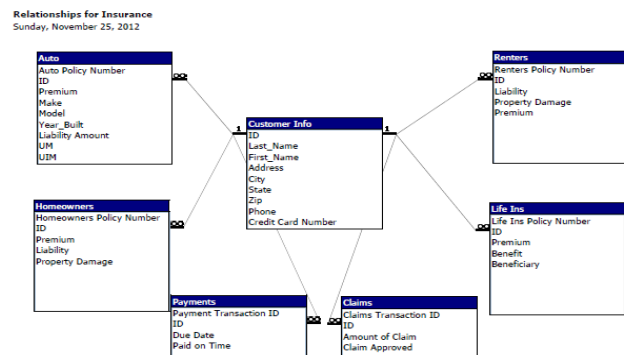 Relationships for Insurance
Sunday, November 25, 2012
Auto
Auto Policy Number
ID
Premium
Make
Model
Year_Built
Liability Amount
UM
UIM
Renters
Renters Policy Number
ID
Liability
Property Damage
Premium
1
1
Customer Info
ID
Last_Name
First_Name
Address
City
State
Zip
Phone
Credit Card Number
Homeowners
Homeowners Policy Number
ID
Premium
Liability
Property Damage
Life Ins
Life Ins Policy Number
ID
Premium
Benefit
Beneficiary
Payments
Payment Transaction ID
ID
Due Date
Paid on Time
Claims
Claims Transaction ID
ID
Amount of Claim
Claim Approved